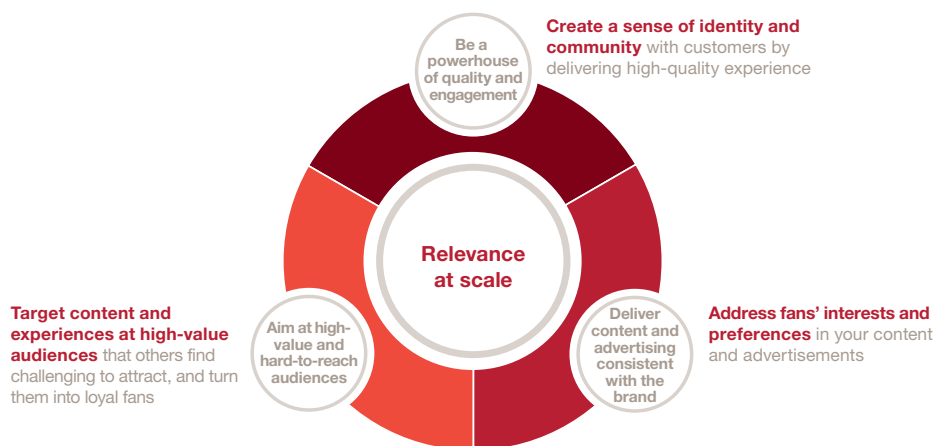 Be a
powerhouse
of quality and
engagement
Create a sense of identity and
community with customers by
delivering high-quality experience
Relevance
at scale
Target content and
experiences at high-value
audiences that others find
challenging to attract, and turn
them into loyal fans
Aim at high-
value and
hard-to-reach
audiences
Deliver
content and
advertising
consistent
with the
brand
Address fans’ interests and
preferences in your content
and advertisements